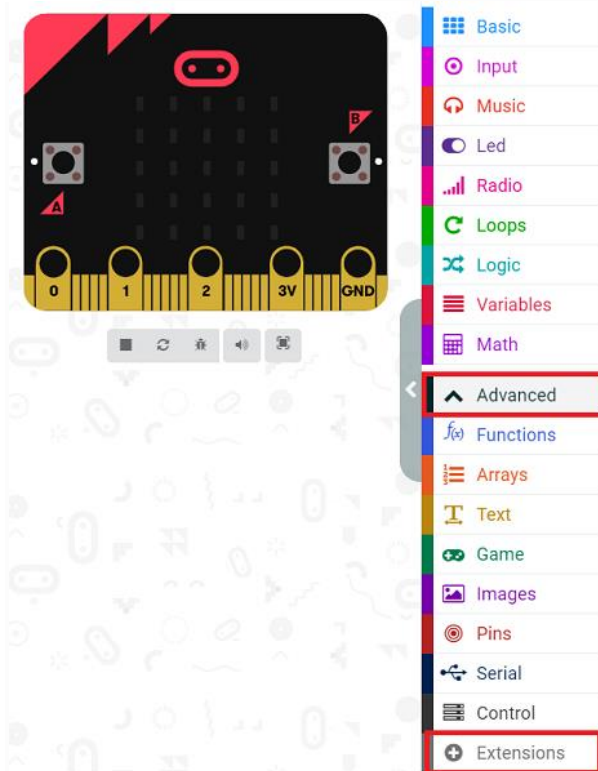 B
A
0 1 2 3V GND
Basic
Input
Music
Led
Radio
Loops
Logic
Variables
Math
Advanced
f(x) Functions
Arrays
T Text
Game
Images
Pins
Serial
Control
Extensions